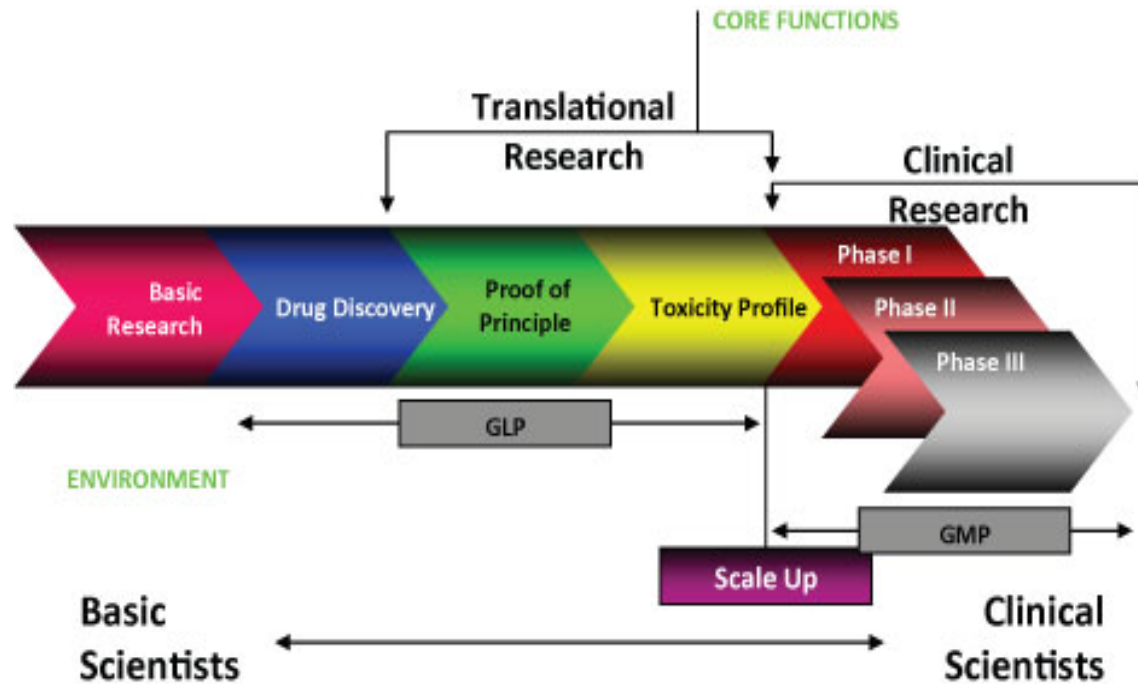 CORE FUNCTIONS
Translational
Research
Clinical
Research
Basic
Research
Drug Discovery
Proof of
Principle
Toxicity Profile
Phase I
Phase II
Phase III
GLP
ENVIRONMENT
GMP
Scale Up
Basic
Scientists
Clinical
Scientists